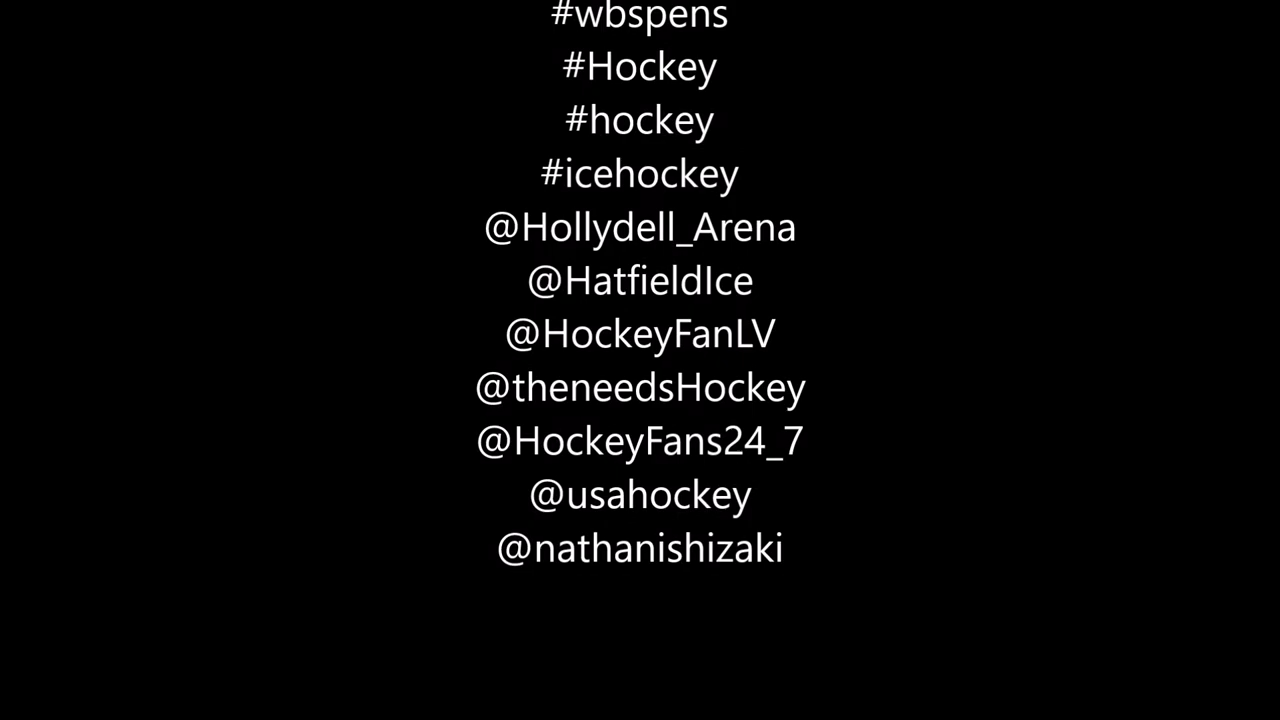 #wbspens
#Hockey
#hockey
#icehockey
@Hollydell_Arena
@HatfieldIce
@HockeyFanLV
@theneedsHockey
@HockeyFans24_7
@usahockey
@nathanishizaki